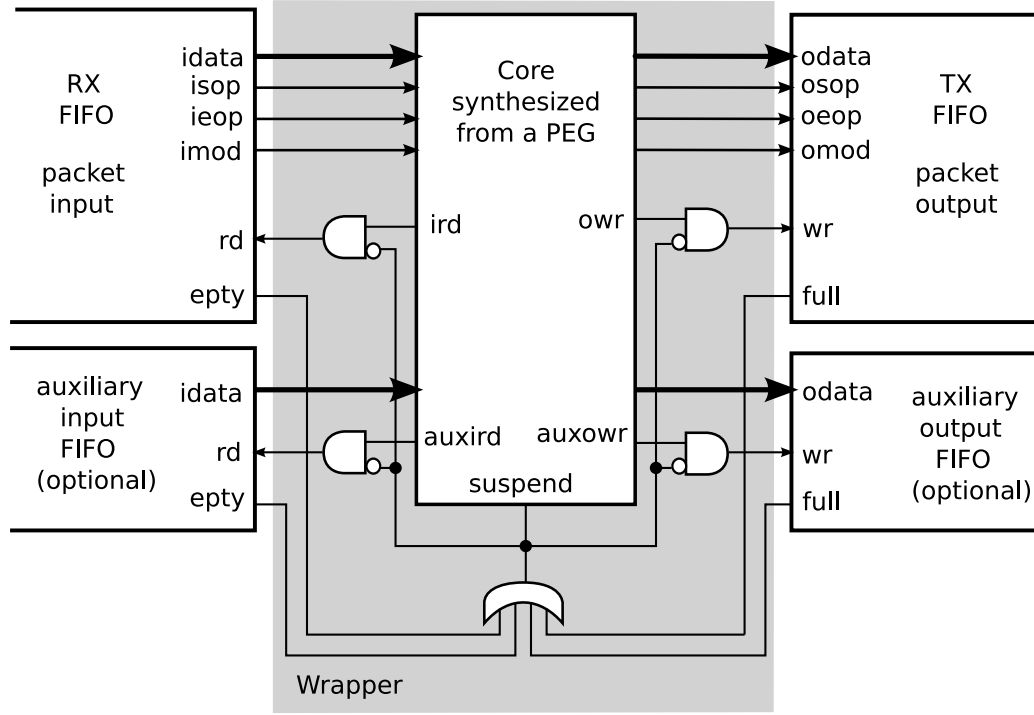 RX
FIFO
packet
input
idata
isop
ieop
imod
rd
epty
auxiliary
input
FIFO
(optional)
idata
rd
epty
Core
synthesized
from a PEG
ird
owr
auxird
auxowr
suspend
odata
osop
oeop
omod
wr
full
TX
FIFO
packet
output
odata
wr
full
auxiliary
output
FIFO
(optional)
Wrapper